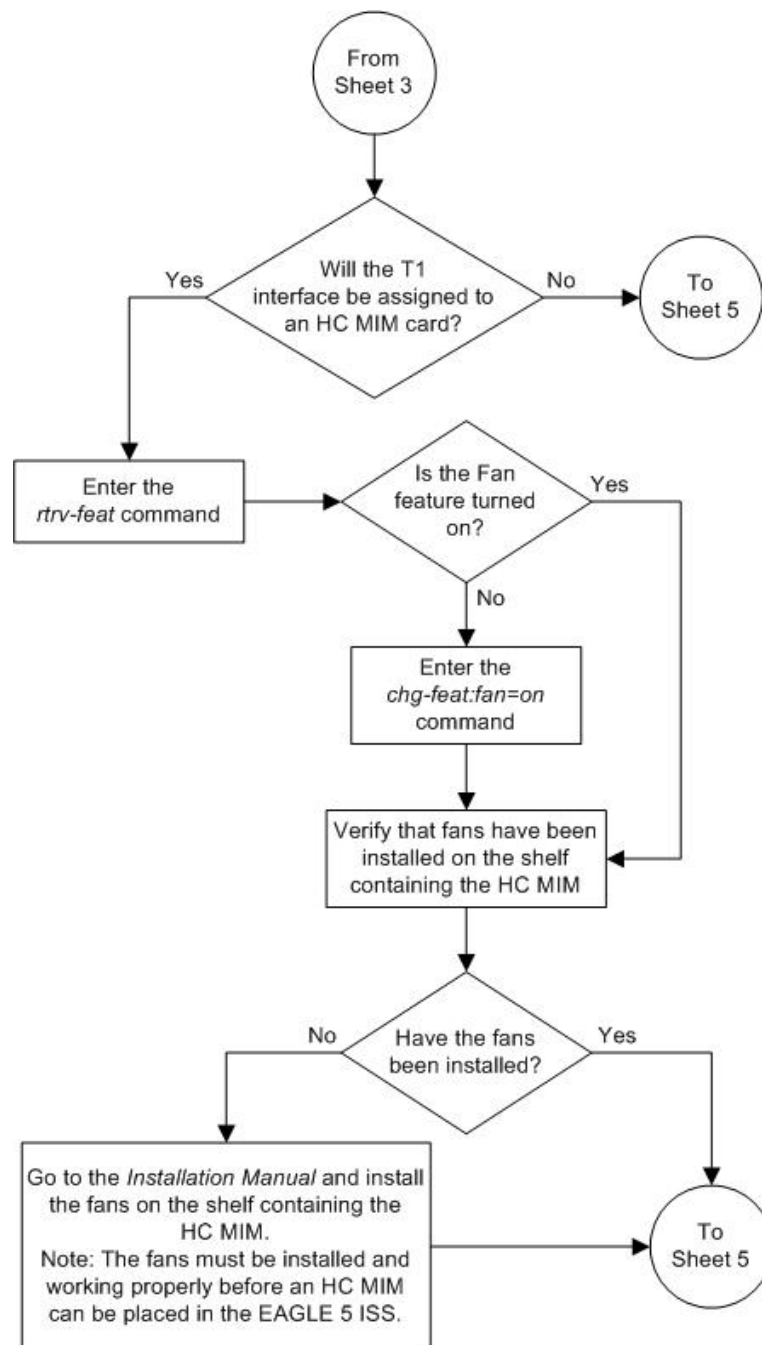 From
Sheet 3
Will the T1
interface be assigned to
an HC MIM card?
Yes
No
To
Sheet 5
Enter the
rtrv-feat command
Is the Fan
feature turned
on?
Yes
No
Enter the
chg-feat:fan=on
command
Verify that fans have been
installed on the shelf
containing the HC MIM
Have the fans
been installed?
No
Yes
Go to the Installation Manual and install
the fans on the shelf containing the
HC MIM.
Note: The fans must be installed and
working properly before an HC MIM
can be placed in the EAGLE 5 ISS.
To
Sheet 5